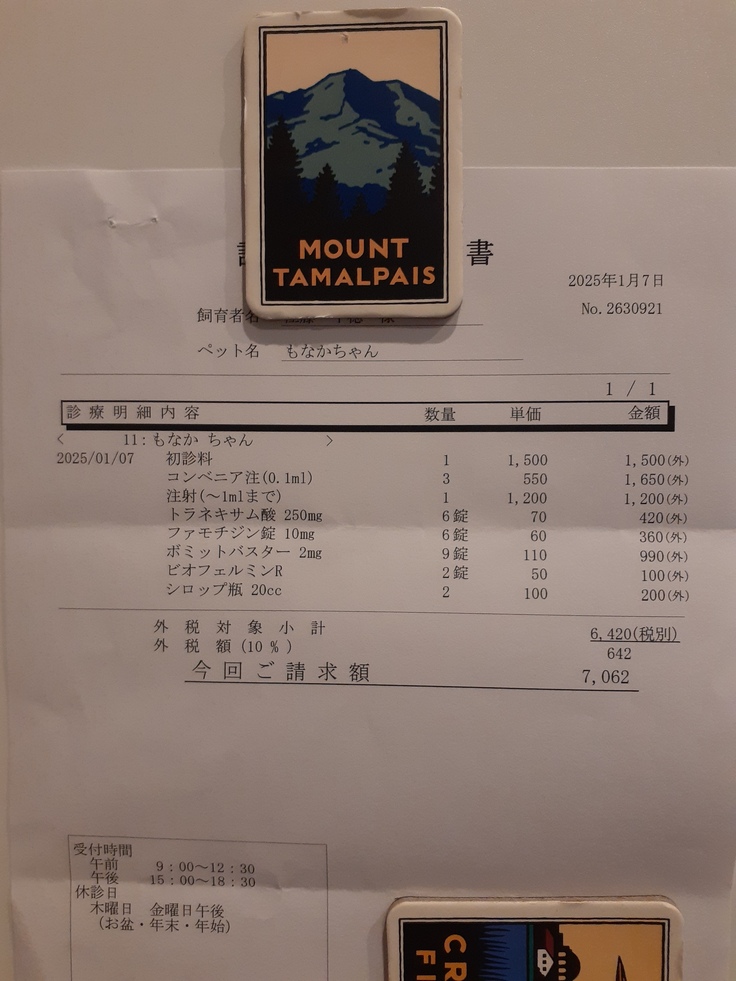 MOUNT
TAMALPAIS
書
2025年1月7日
飼育者名
No.2630921
ペット名 もなかちゃん
1 / 1
診療明細内容 数量 単価 金額
< 11:もなか ちゃん >
2025/01/07 初診料 1 1,500 1,500(外)
コンベニア注(0.1ml) 3 550 1,650(外)
注射(～1mlまで) 1 1,200 1,200(外)
トラネキサム酸 250mg 6錠 70 420(外)
ファモチジン錠 10mg 6錠 60 360(外)
ボミットバスター 2mg 9錠 110 990(外)
ビオフェルミンR 2錠 50 100(外)
シロップ瓶 20cc 2 100 200(外)
外税対象小計 6,420(税別)
外税額(10%) 642
今回ご請求額 7,062
受付時間
午前 9:00～12:30
午後 15:00～18:30
休診日
木曜日 金曜日午後
(お盆・年末・年始)
CR
FI